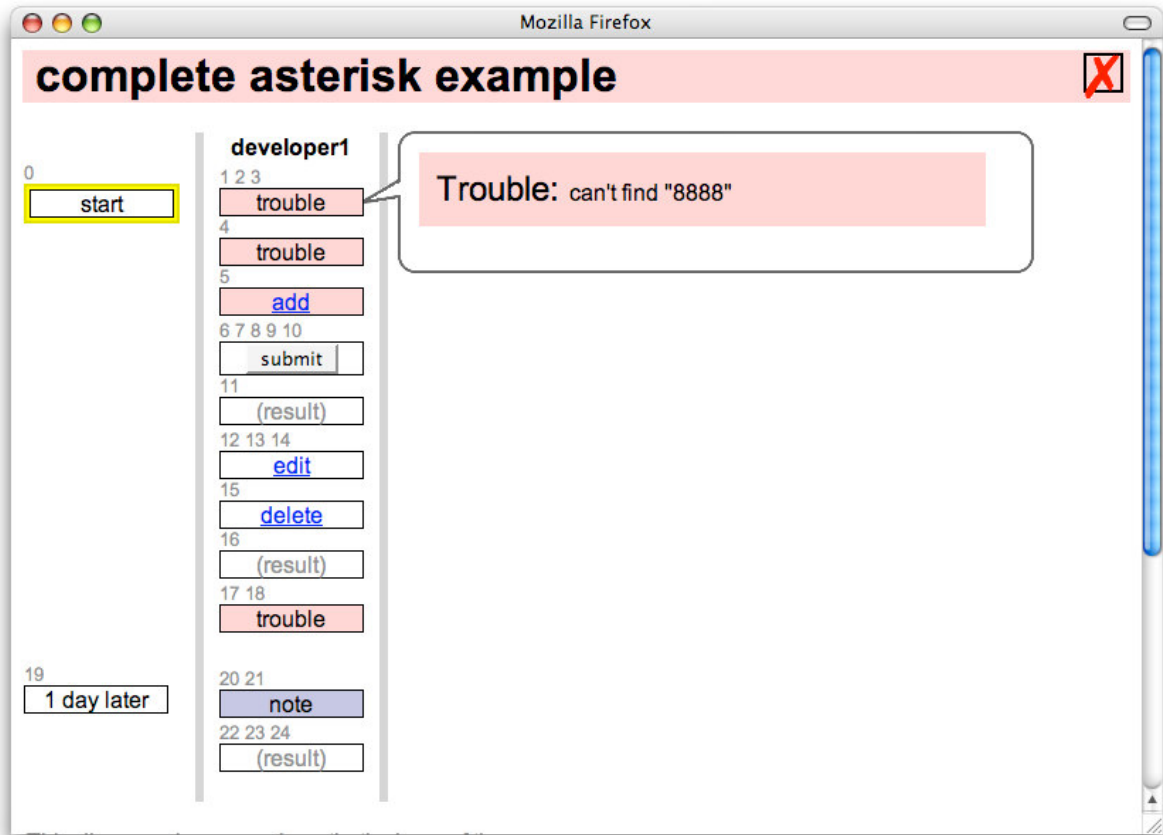 Mozilla Firefox
complete asterisk example
developer1
0
start
1 2 3
trouble
Trouble: can't find "8888"
4
trouble
5
add
6 7 8 9 10
submit
11
(result)
12 13 14
edit
15
delete
16
(result)
17 18
trouble
19
1 day later
20 21
note
22 23 24
(result)